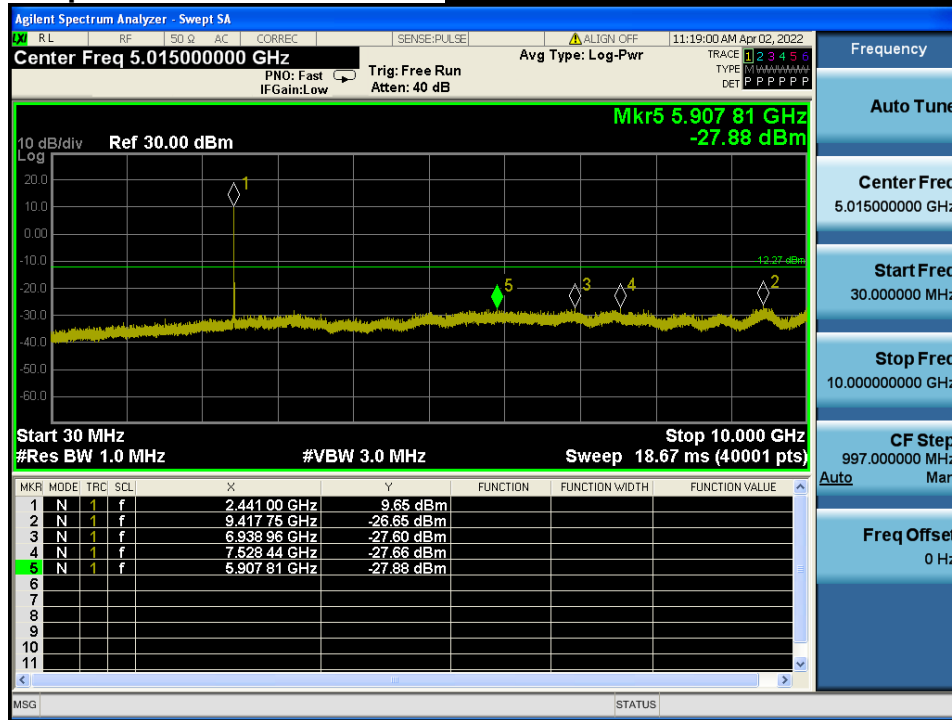 Agilent Spectrum Analyzer - Swept SA
LXI RL RF 50 Ω AC CORREC SENSE:PULSE ALIGN OFF 11:19:00 AM Apr 02, 2022
Center Freq 5.015000000 GHz
PNO: Fast
IFGain:Low
Trig: Free Run
Atten: 40 dB
Avg Type: Log-Pwr
TRACE 1 2 3 4 5 6
TYPE M
DET P P P P P P
Mkr5 5.907 81 GHz
-27.88 dBm
10 dB/div Ref 30.00 dBm
Log
20.0
10.0
0.00
-10.0
-20.0
-30.0
-40.0
-50.0
-60.0
-12.27 dBm
1
5
3
4
2
Start 30 MHz Stop 10.000 GHz
#Res BW 1.0 MHz #VBW 3.0 MHz Sweep 18.67 ms (40001 pts)
MKR MODE TRC SCL X Y FUNCTION FUNCTION WIDTH FUNCTION VALUE
1 N 1 f 2.441 00 GHz 9.65 dBm
2 N 1 f 9.417 75 GHz -26.65 dBm
3 N 1 f 6.938 96 GHz -27.60 dBm
4 N 1 f 7.528 44 GHz -27.66 dBm
5 N 1 f 5.907 81 GHz -27.88 dBm
6
7
8
9
10
11
MSG STATUS
Frequency
Auto Tune
Center Freq
5.015000000 GHz
Start Freq
30.000000 MHz
Stop Freq
10.000000000 GHz
CF Step
997.000000 MHz
Auto Man
Freq Offset
0 Hz